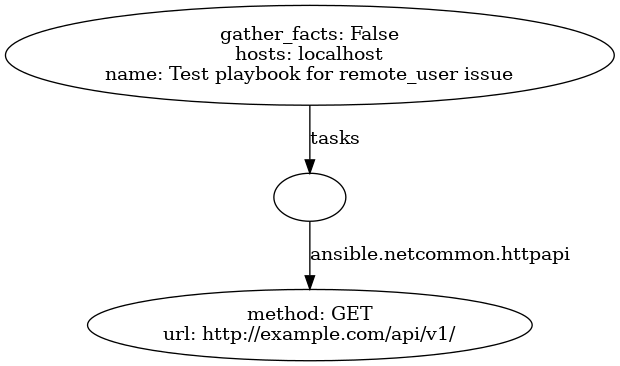 gather_facts: False
hosts: localhost
name: Test playbook for remote_user issue
tasks
ansible.netcommon.httpapi
method: GET
url: http://example.com/api/v1/